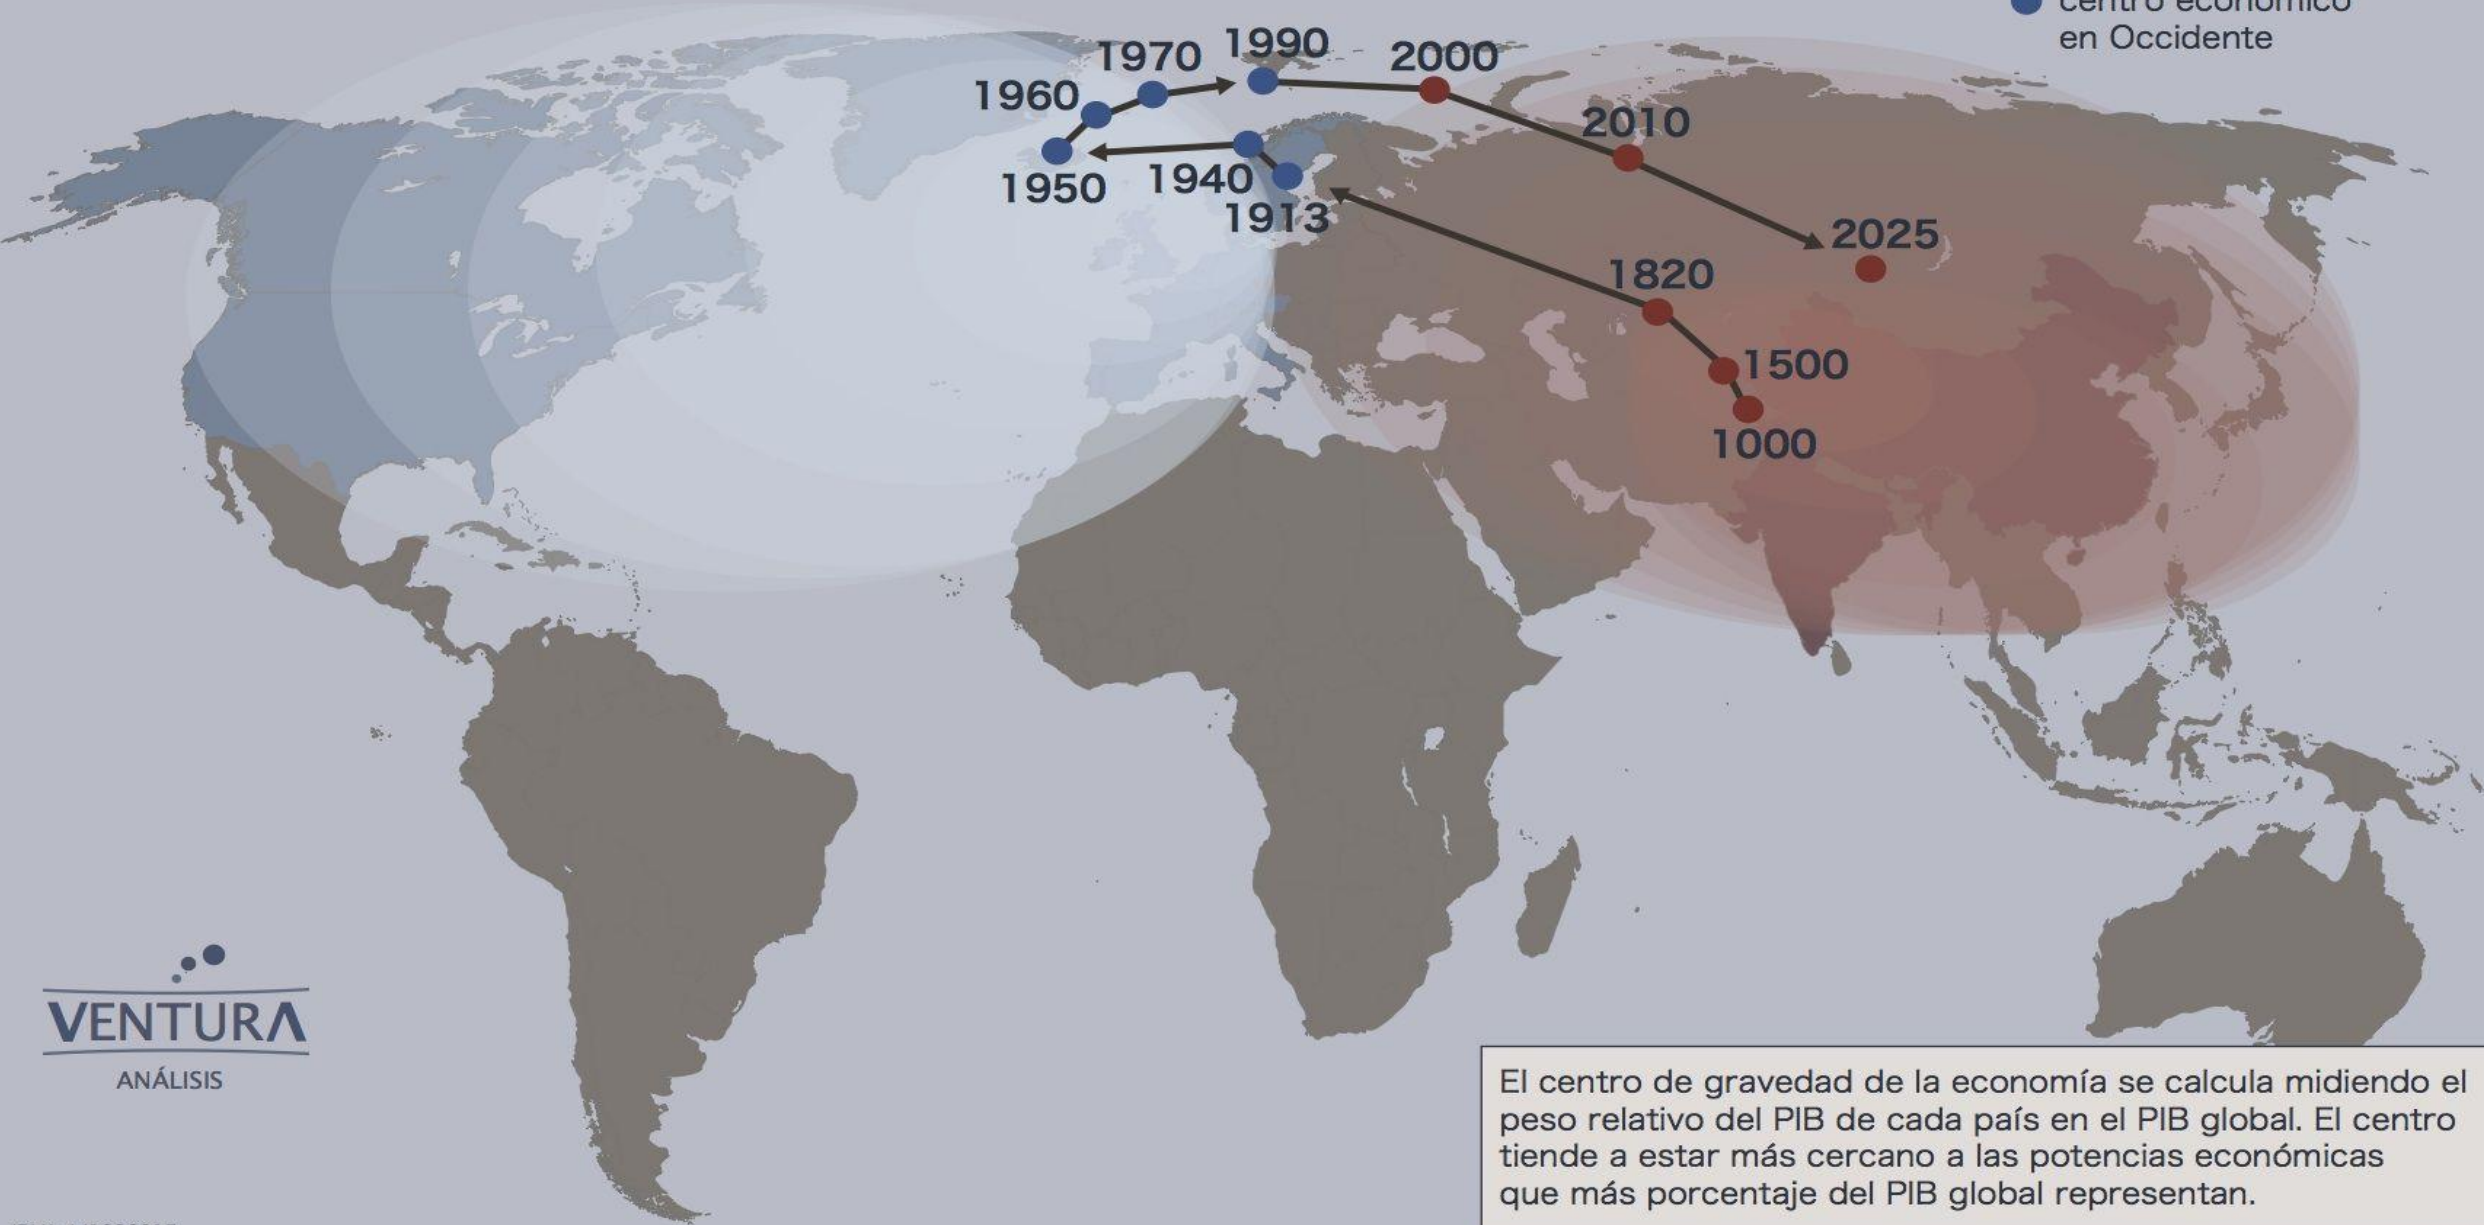 centro económico
en Occidente
1970
1990
2000
1960
2010
1950
1940
1913
2025
1820
1500
1000
VENTURA
ANÁLISIS
El centro de gravedad de la economía se calcula midiendo el
peso relativo del PIB de cada país en el PIB global. El centro
tiende a estar más cercano a las potencias económicas
que más porcentaje del PIB global representan.